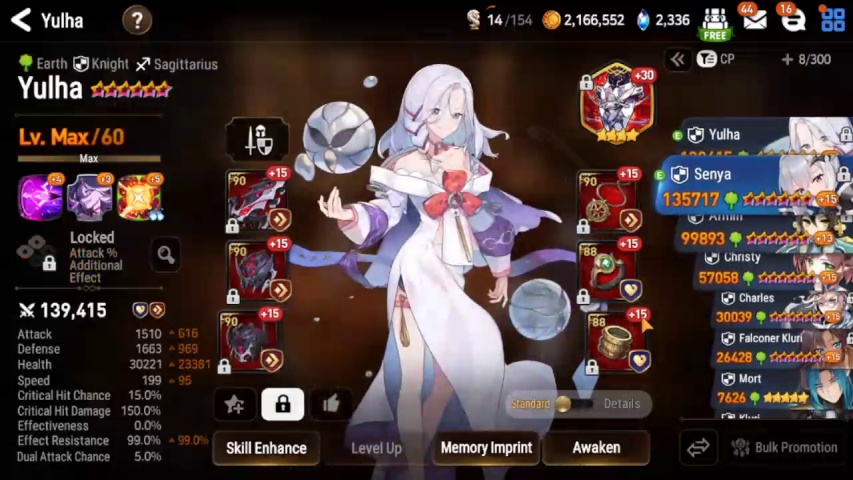 Yulha ?
14/154 2,166,552 2,336 FREE 44 16
Earth Knight Sagittarius
Yulha
Lv. Max/60
Max
+4 +3 +5
Locked
Attack %
Additional
Effect
139,415
Attack 1510 616
Defense 1663 969
Health 30221 23381
Speed 199 95
Critical Hit Chance 15.0%
Critical Hit Damage 150.0%
Effectiveness 0.0%
Effect Resistance 99.0% 99.0%
Dual Attack Chance 5.0%
90 +15
90 +15
90 +15
+30
90 +15
88 +15
88 +15
Standard Details
Skill Enhance Level Up Memory Imprint Awaken
CP + 8/300
E Yulha
E Senya
135717 +15
99893 +13
Christy
57058 +15
Charles
30039 +15
Falconer Kluri
26428 +15
Mort
7626
Bulk Promotion